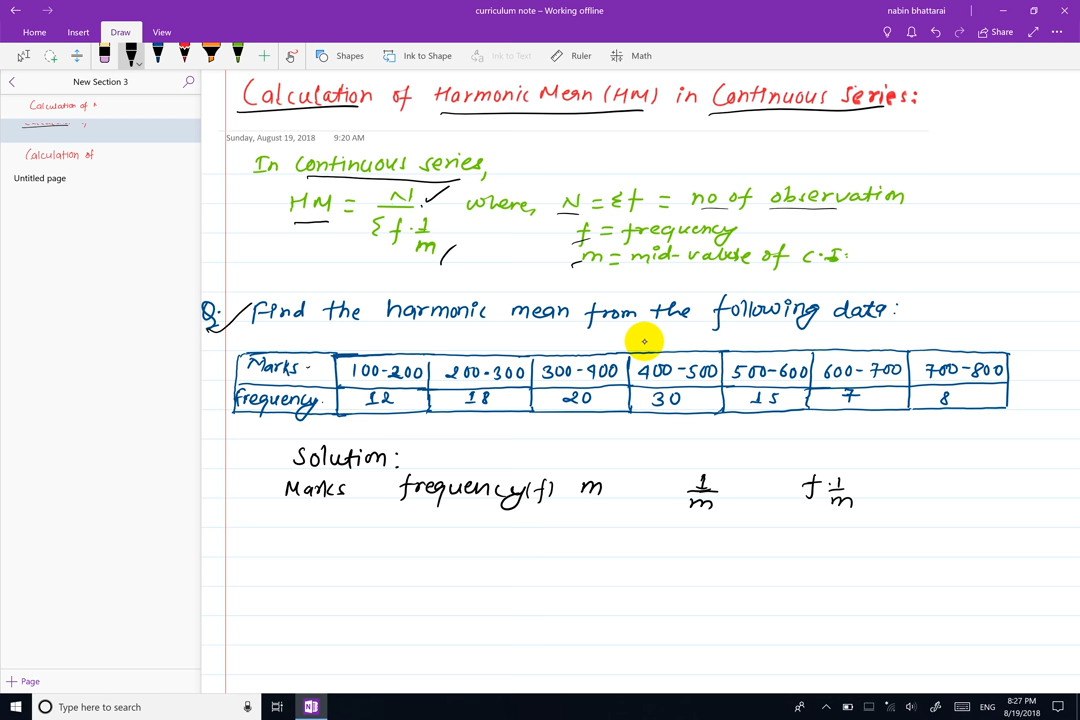 curriculum note – Working offline
nabin bhattarai
Home Insert Draw View
Share
Shapes Ink to Shape Ink to Text Ruler Math
New Section 3
Calculation of
Calculation of
Untitled page
Page
Calculation of Harmonic Mean (HM) in Continuous Series:
Sunday, August 19, 2018 9:20 AM
In Continuous series,
HM = N / Σ f · 1/m where, N = Σf = no of observation
f = frequency
m = mid-value of C.I.
Q. Find the harmonic mean from the following data:
Marks 100-200 200-300 300-400 400-500 500-600 600-700 700-800
frequency 12 18 20 30 15 7 8
Solution:
Marks frequency(f) m 1/m f·1/m
Type here to search
ENG
8:27 PM
8/19/2018